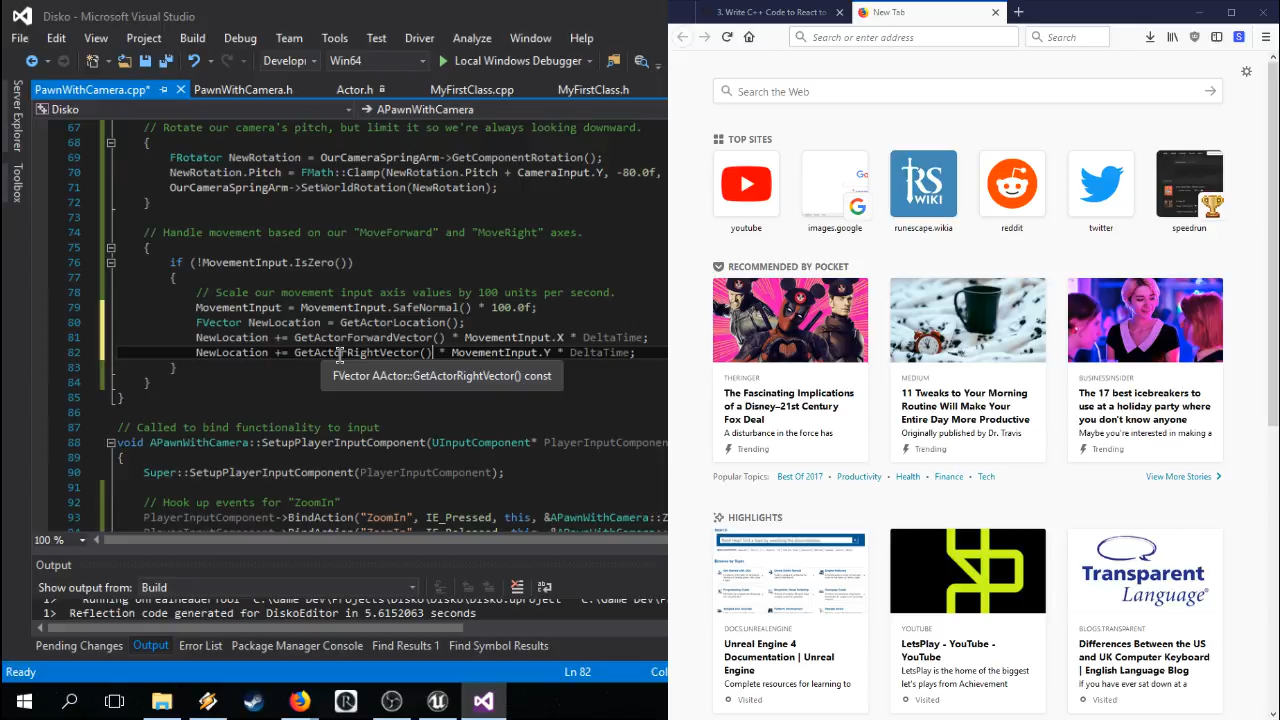 Disko - Microsoft Vi
File Edit View Project Build Debug Team Tools Test Driver Analyze Window Help
Develop Win64 Local Windows Debugger
PawnWithCamera.cpp* PawnWithCamera.h Actor.h MyFirstClass.cpp MyFirstClass.h
Disko APawnWithCamera
Server Explorer
Toolbox
67 // Rotate our camera's pitch, but limit it so we're always looking downward.
68 {
69 FRotator NewRotation = OurCameraSpringArm->GetComponentRotation();
70 NewRotation.Pitch = FMath::Clamp(NewRotation.Pitch + CameraInput.Y, -80.0f,
71 OurCameraSpringArm->SetWorldRotation(NewRotation);
72 }
73
74 // Handle movement based on our "MoveForward" and "MoveRight" axes.
75 {
76 if (!MovementInput.IsZero())
77 {
78 // Scale our movement input axis values by 100 units per second.
79 MovementInput = MovementInput.SafeNormal() * 100.0f;
80 FVector NewLocation = GetActorLocation();
81 NewLocation += GetActorForwardVector() * MovementInput.X * DeltaTime;
82 NewLocation += GetActorRightVector() * MovementInput.Y * DeltaTime;
83 }
FVector AActor::GetActorRightVector() const
84 }
85 }
86
87 // Called to bind functionality to input
88 void APawnWithCamera::SetupPlayerInputComponent(UInputComponent* PlayerInputComponent
89 {
90 Super::SetupPlayerInputComponent(PlayerInputComponent);
91
92 // Hook up events for "ZoomIn"
93 PlayerInputComponent->BindAction("ZoomIn", IE_Pressed, this, &APawnWithCamera::Z
100 %
Output
Show output from:
Finding Changes Output Error List Package Manager Console Find Results 1 Find Symbol Results
Ready Ln 82 Col
3. Write C++ Code to React to New Tab
Search or enter address Search
Search the Web
TOP SITES
youtube images.google runescape.wikia reddit twitter speedrun
RS WIKI
RECOMMENDED BY POCKET
THERINGER
The Fascinating Implications of a Disney–21st Century Fox Deal
A disturbance in the force has
Trending
MEDIUM
11 Tweaks to Your Morning Routine Will Make Your Entire Day More Productive
Originally published by Dr. Travis
Trending
BUSINESSINSIDER
The 17 best icebreakers to use at a holiday party where you don't know anyone
Maybe you're interested in making a
Trending
Popular Topics: Best Of 2017 • Productivity • Health • Finance • Tech View More Stories
HIGHLIGHTS
Transparent Language
DOCS.UNREALENGINE
Unreal Engine 4 Documentation | Unreal Engine
Complete resources for learning to
Visited
YOUTUBE
LetsPlay - YouTube - YouTube
LetsPlay is the home of the biggest let's plays from Achievement
Visited
BLOGS.TRANSPARENT
Differences Between the US and UK Computer Keyboard | English Language Blog
If you have ever sat down at a
Visited